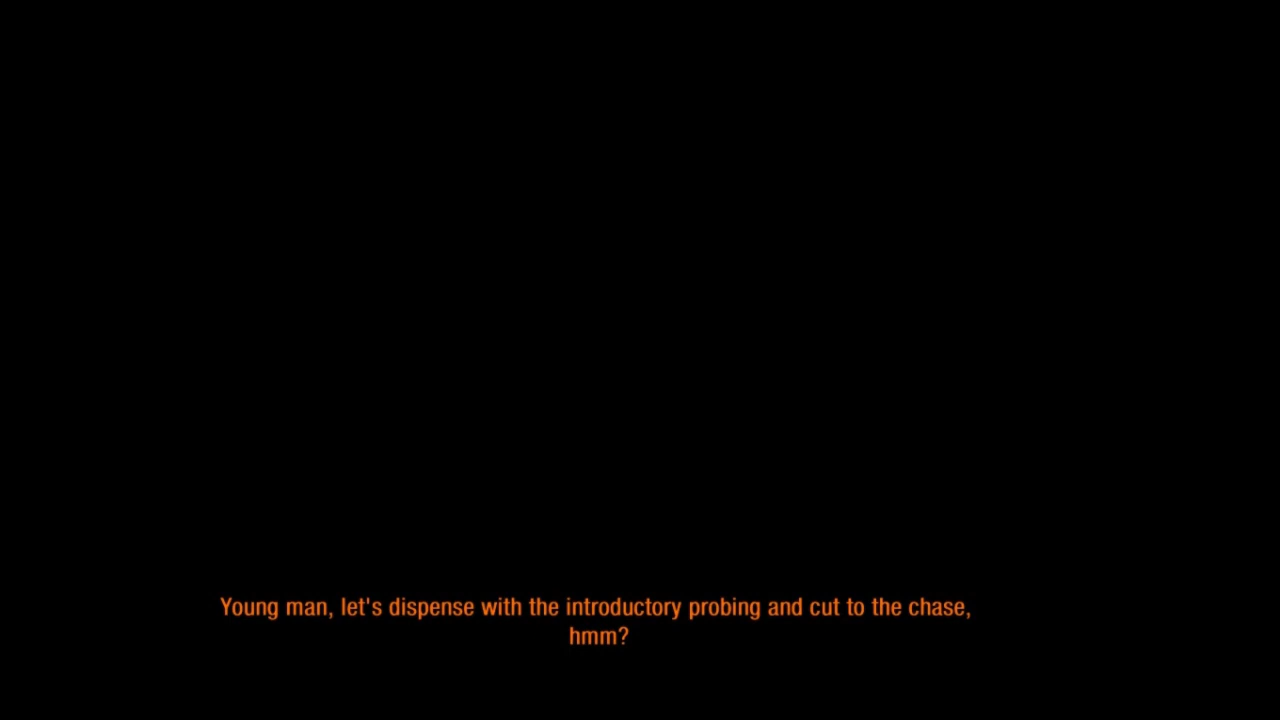 Young man, let's dispense with the introductory probing and cut to the chase,
hmm?